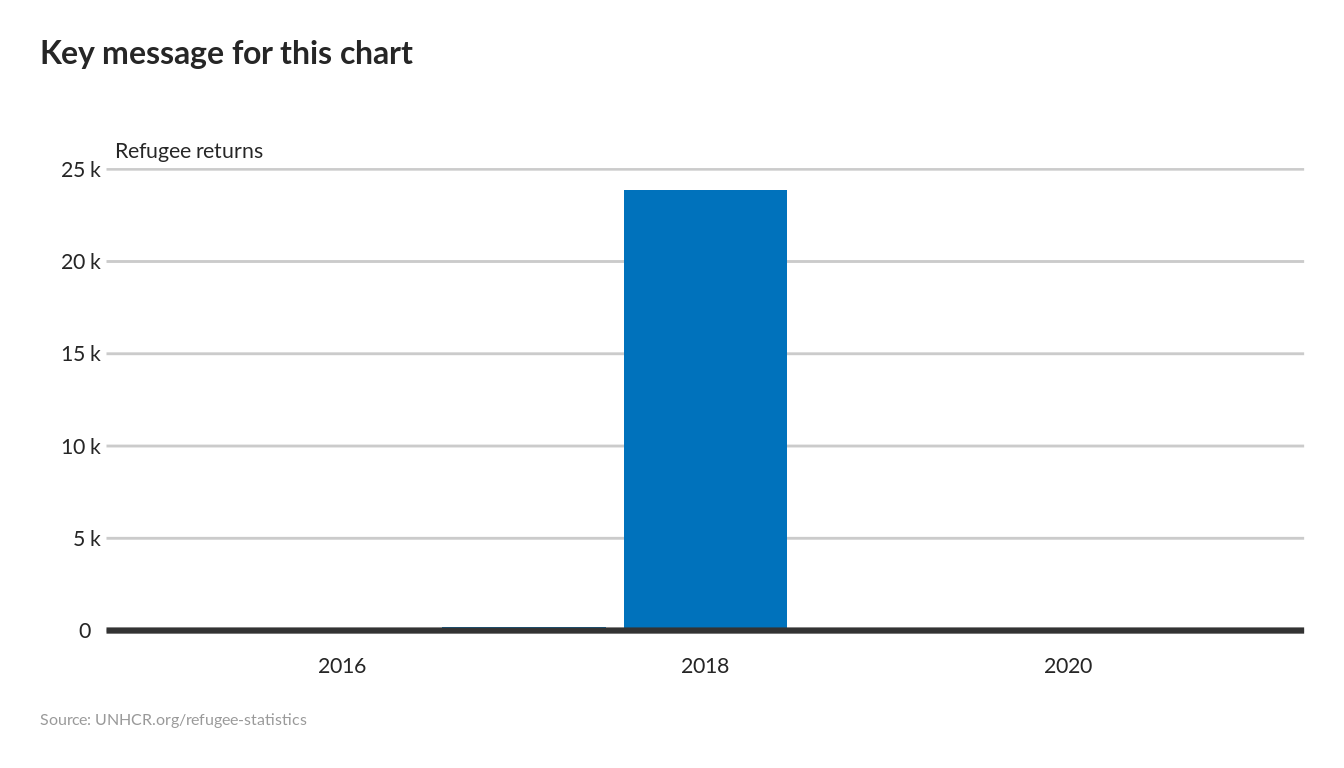 Key message for this chart
Refugee returns
25 k
20 k
15 k
10 k
5 k
0
2016 2018 2020
Source: UNHCR.org/refugee-statistics